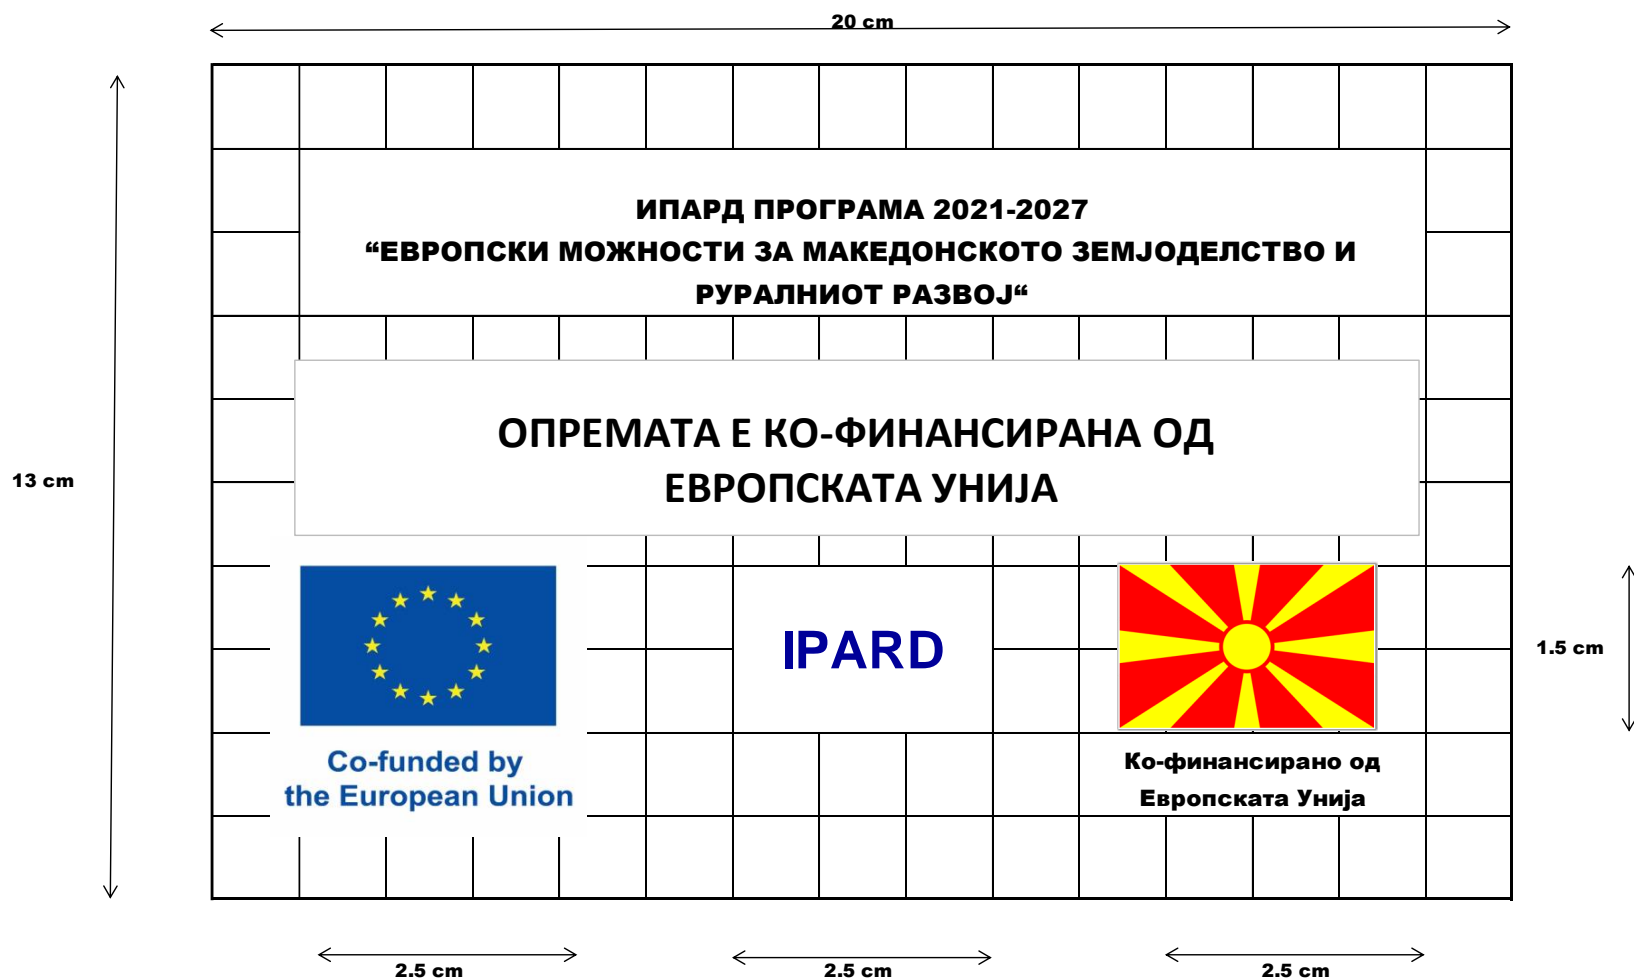 20 cm
ИПАРД ПРОГРАМА 2021-2027
“ЕВРОПСКИ МОЖНОСТИ ЗА МАКЕДОНСКОТО ЗЕМЈОДЕЛСТВО И
РУРАЛНИОТ РАЗВОЈ“
ОПРЕМАТА Е КО-ФИНАНСИРАНА ОД
ЕВРОПСКАТА УНИЈА
13 cm
IPARD
1.5 cm
Co-funded by
the European Union
Ко-финансирано од
Европската Унија
2.5 cm
2.5 cm
2.5 cm